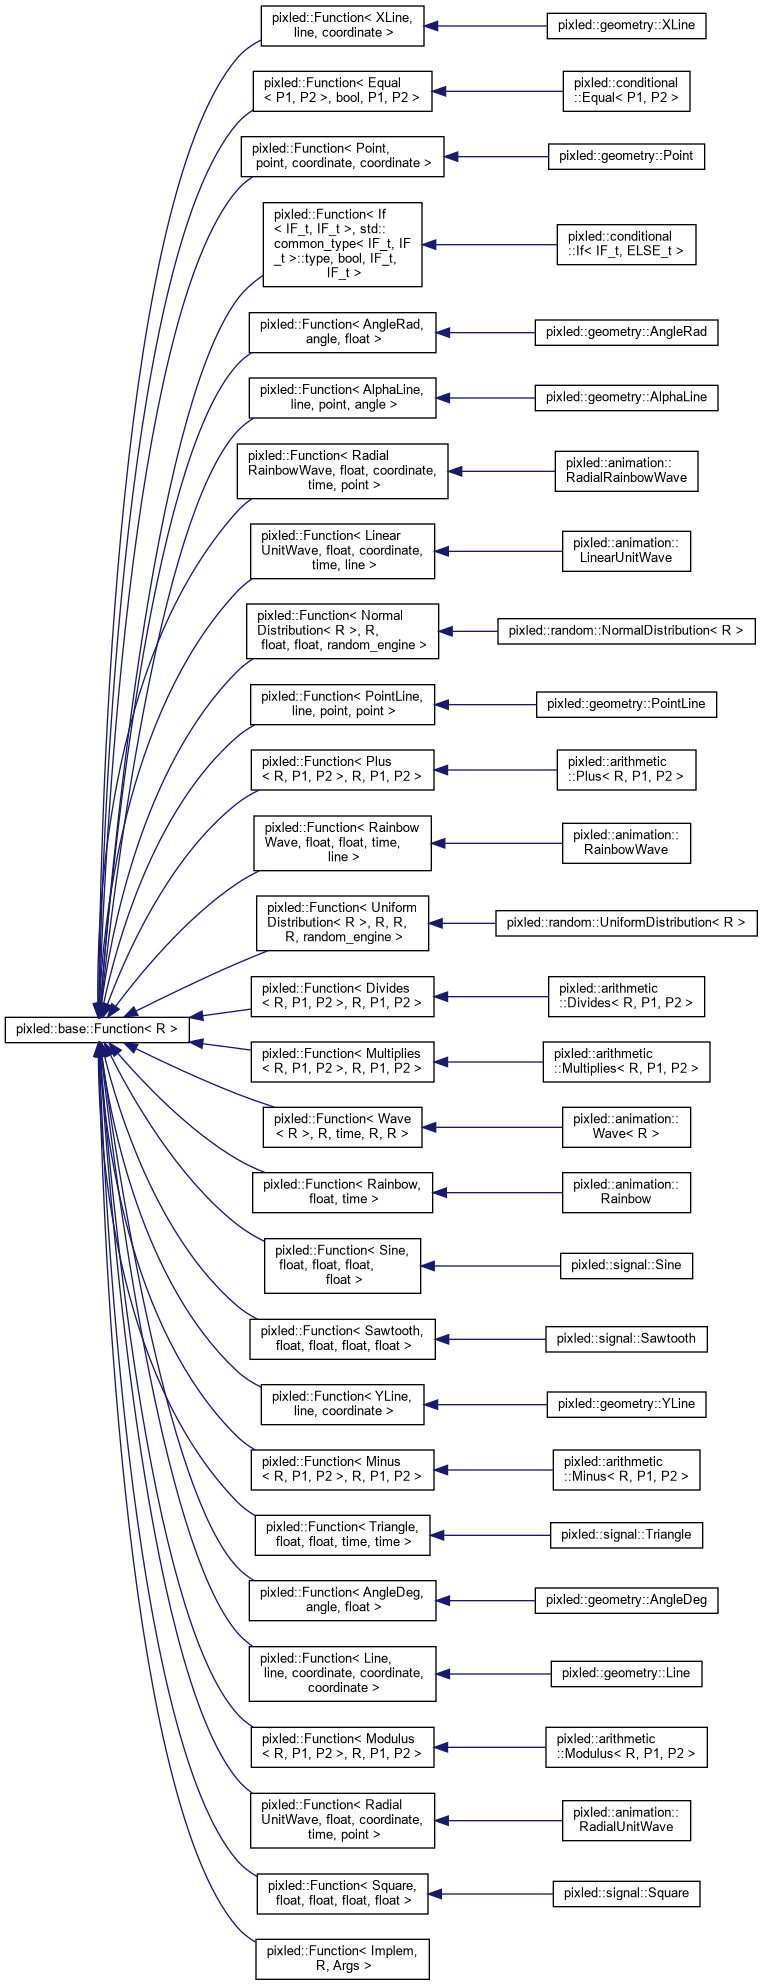 pixled::Function< XLine,
line, coordinate >
pixled::geometry::XLine
pixled::Function< Equal
< P1, P2 >, bool, P1, P2 >
pixled::conditional
::Equal< P1, P2 >
pixled::Function< Point,
point, coordinate, coordinate >
pixled::geometry::Point
pixled::Function< If
< IF_t, IF_t >, std::
common_type< IF_t, IF
_t >::type, bool, IF_t,
IF_t >
pixled::conditional
::If< IF_t, ELSE_t >
pixled::Function< AngleRad,
angle, float >
pixled::geometry::AngleRad
pixled::Function< AlphaLine,
line, point, angle >
pixled::geometry::AlphaLine
pixled::Function< Radial
RainbowWave, float, coordinate,
time, point >
pixled::animation::
RadialRainbowWave
pixled::Function< Linear
UnitWave, float, coordinate,
time, line >
pixled::animation::
LinearUnitWave
pixled::Function< Normal
Distribution< R >, R,
float, float, random_engine >
pixled::random::NormalDistribution< R >
pixled::Function< PointLine,
line, point, point >
pixled::geometry::PointLine
pixled::Function< Plus
< R, P1, P2 >, R, P1, P2 >
pixled::arithmetic
::Plus< R, P1, P2 >
pixled::Function< Rainbow
Wave, float, float, time,
line >
pixled::animation::
RainbowWave
pixled::Function< Uniform
Distribution< R >, R, R,
R, random_engine >
pixled::random::UniformDistribution< R >
pixled::Function< Divides
< R, P1, P2 >, R, P1, P2 >
pixled::arithmetic
::Divides< R, P1, P2 >
pixled::base::Function< R >
pixled::Function< Multiplies
< R, P1, P2 >, R, P1, P2 >
pixled::arithmetic
::Multiplies< R, P1, P2 >
pixled::Function< Wave
< R >, R, time, R, R >
pixled::animation::
Wave< R >
pixled::Function< Rainbow,
float, time >
pixled::animation::
Rainbow
pixled::Function< Sine,
float, float, float,
float >
pixled::signal::Sine
pixled::Function< Sawtooth,
float, float, float, float >
pixled::signal::Sawtooth
pixled::Function< YLine,
line, coordinate >
pixled::geometry::YLine
pixled::Function< Minus
< R, P1, P2 >, R, P1, P2 >
pixled::arithmetic
::Minus< R, P1, P2 >
pixled::Function< Triangle,
float, float, time, time >
pixled::signal::Triangle
pixled::Function< AngleDeg,
angle, float >
pixled::geometry::AngleDeg
pixled::Function< Line,
line, coordinate, coordinate,
coordinate >
pixled::geometry::Line
pixled::Function< Modulus
< R, P1, P2 >, R, P1, P2 >
pixled::arithmetic
::Modulus< R, P1, P2 >
pixled::Function< Radial
UnitWave, float, coordinate,
time, point >
pixled::animation::
RadialUnitWave
pixled::Function< Square,
float, float, float, float >
pixled::signal::Square
pixled::Function< Implem,
R, Args >